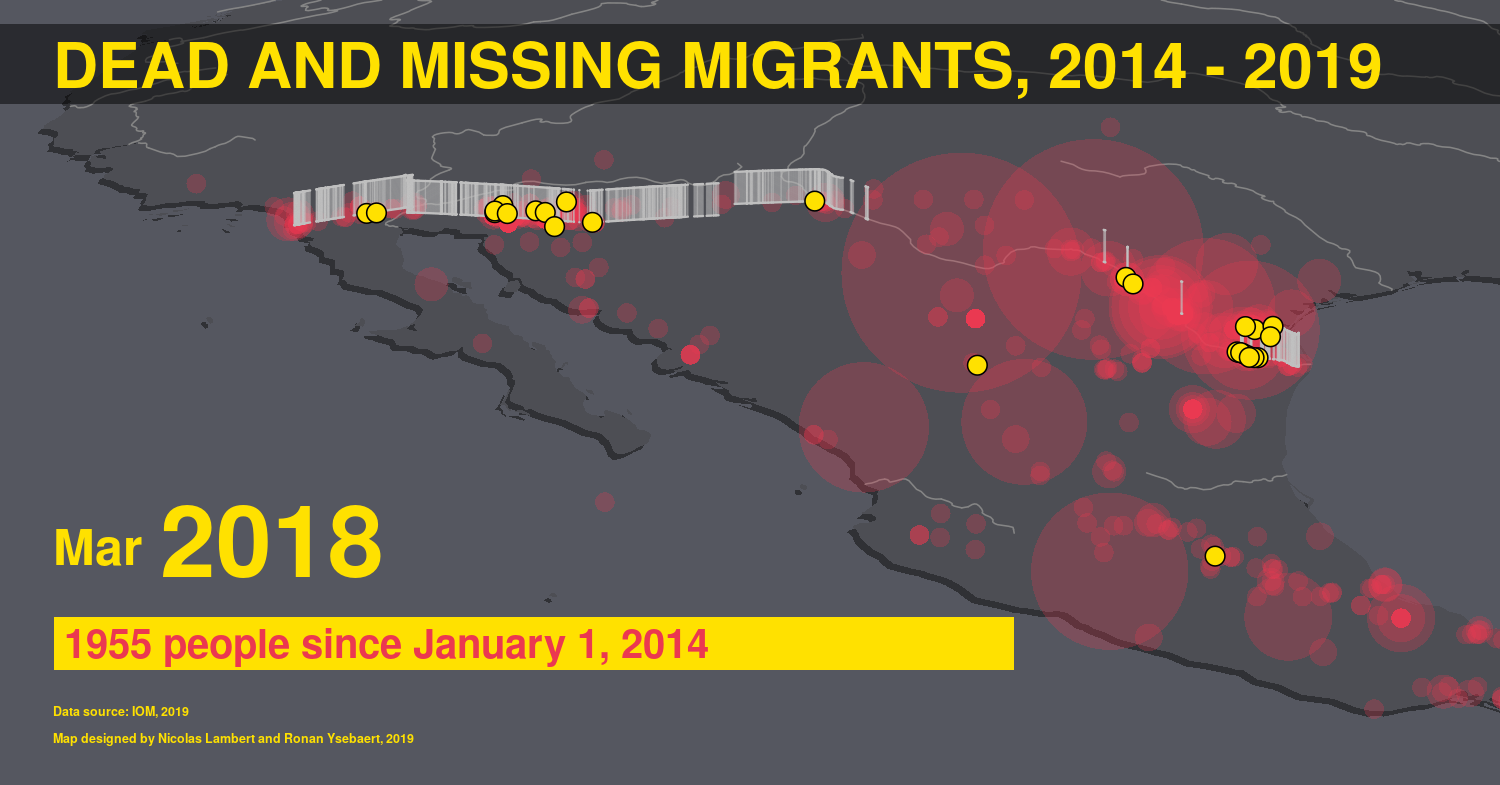 DEAD AND MISSING MIGRANTS, 2014 - 2019
Mar 2018
1955 people since January 1, 2014
Data source: IOM, 2019
Map designed by Nicolas Lambert and Ronan Ysebaert, 2019